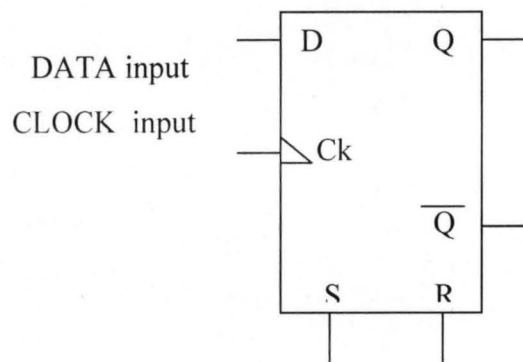 D Q
DATA input
CLOCK input
Ck
Q̅
S R